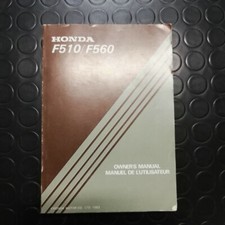 HONDA
F510/F560
OWNER'S MANUAL
MANUEL DE L'UTILISATEUR